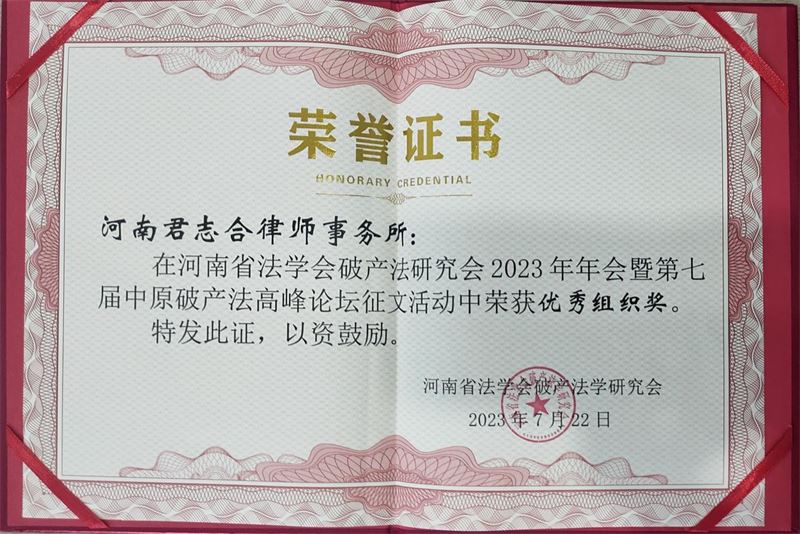 荣誉证书
HONORARY CREDENTIAL
河南君志合律师事务所：
在河南省法学会破产法研究会2023年年会暨第七
届中原破产法高峰论坛征文活动中荣获优秀组织奖。
特发此证，以资鼓励。
河南省法学会破产法学研究会
2023年7月22日